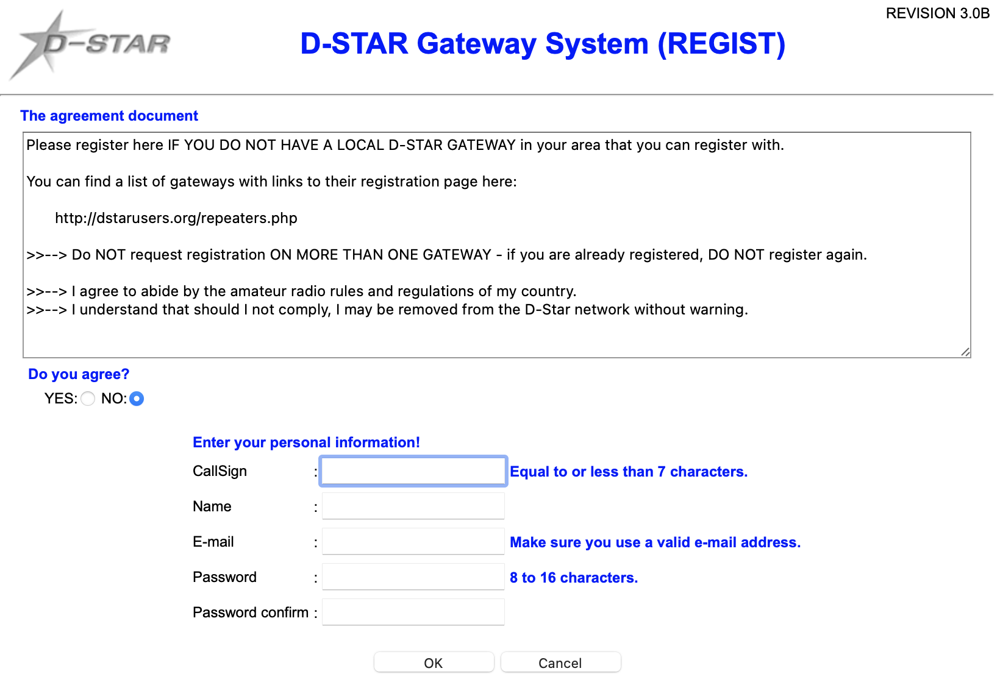 REVISION 3.0B
D-STAR
D-STAR Gateway System (REGIST)
The agreement document
Please register here IF YOU DO NOT HAVE A LOCAL D-STAR GATEWAY in your area that you can register with.
You can find a list of gateways with links to their registration page here:
http://dstarusers.org/repeaters.php
>>--> Do NOT request registration ON MORE THAN ONE GATEWAY - if you are already registered, DO NOT register again.
>>--> I agree to abide by the amateur radio rules and regulations of my country.
>>--> I understand that should I not comply, I may be removed from the D-Star network without warning.
Do you agree?
YES: NO:
Enter your personal information!
CallSign : Equal to or less than 7 characters.
Name :
E-mail : Make sure you use a valid e-mail address.
Password : 8 to 16 characters.
Password confirm :
OK Cancel